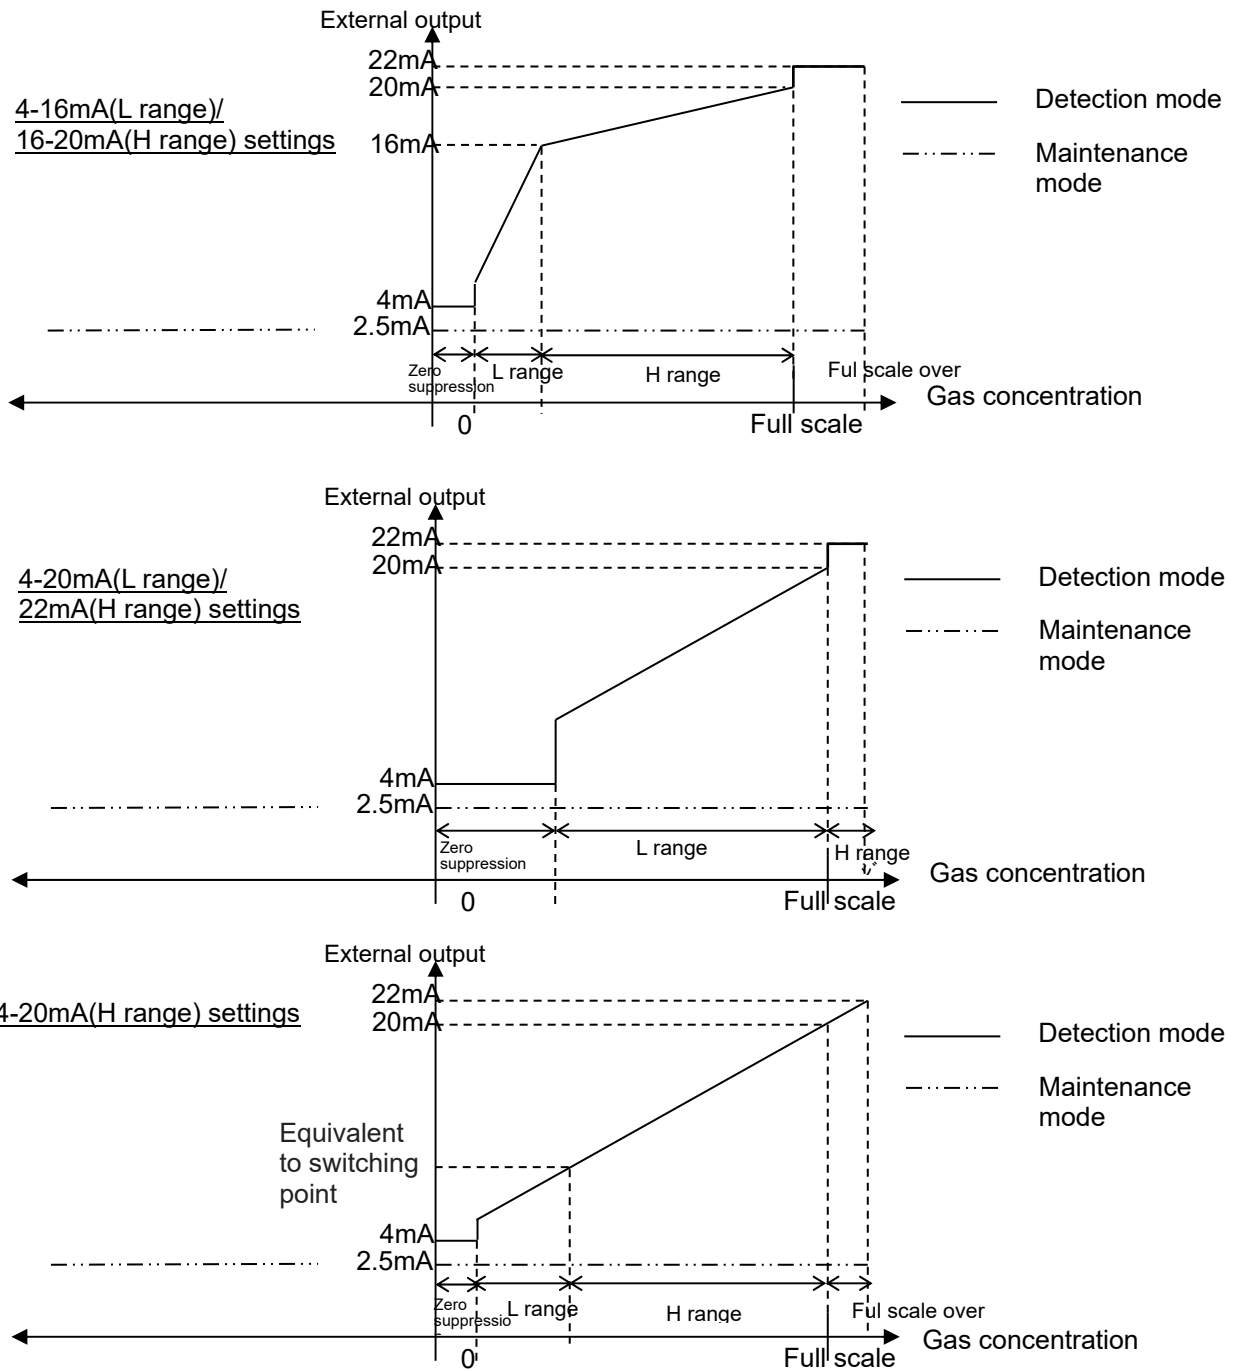 External output
22mA
20mA
4-16mA(L range)/
16-20mA(H range) settings
16mA
Detection mode
Maintenance
mode
4mA
2.5mA
Zero
suppression
L range
H range
Ful scale over
Gas concentration
0
Full scale
External output
22mA
20mA
4-20mA(L range)/
22mA(H range) settings
Detection mode
Maintenance
mode
4mA
2.5mA
Zero
suppression
L range
H range
Gas concentration
0
Full scale
External output
22mA
4-20mA(H range) settings
20mA
Detection mode
Maintenance
mode
Equivalent
to switching
point
4mA
2.5mA
Zero
suppressio
L range
H range
Ful scale over
Gas concentration
0
Full scale